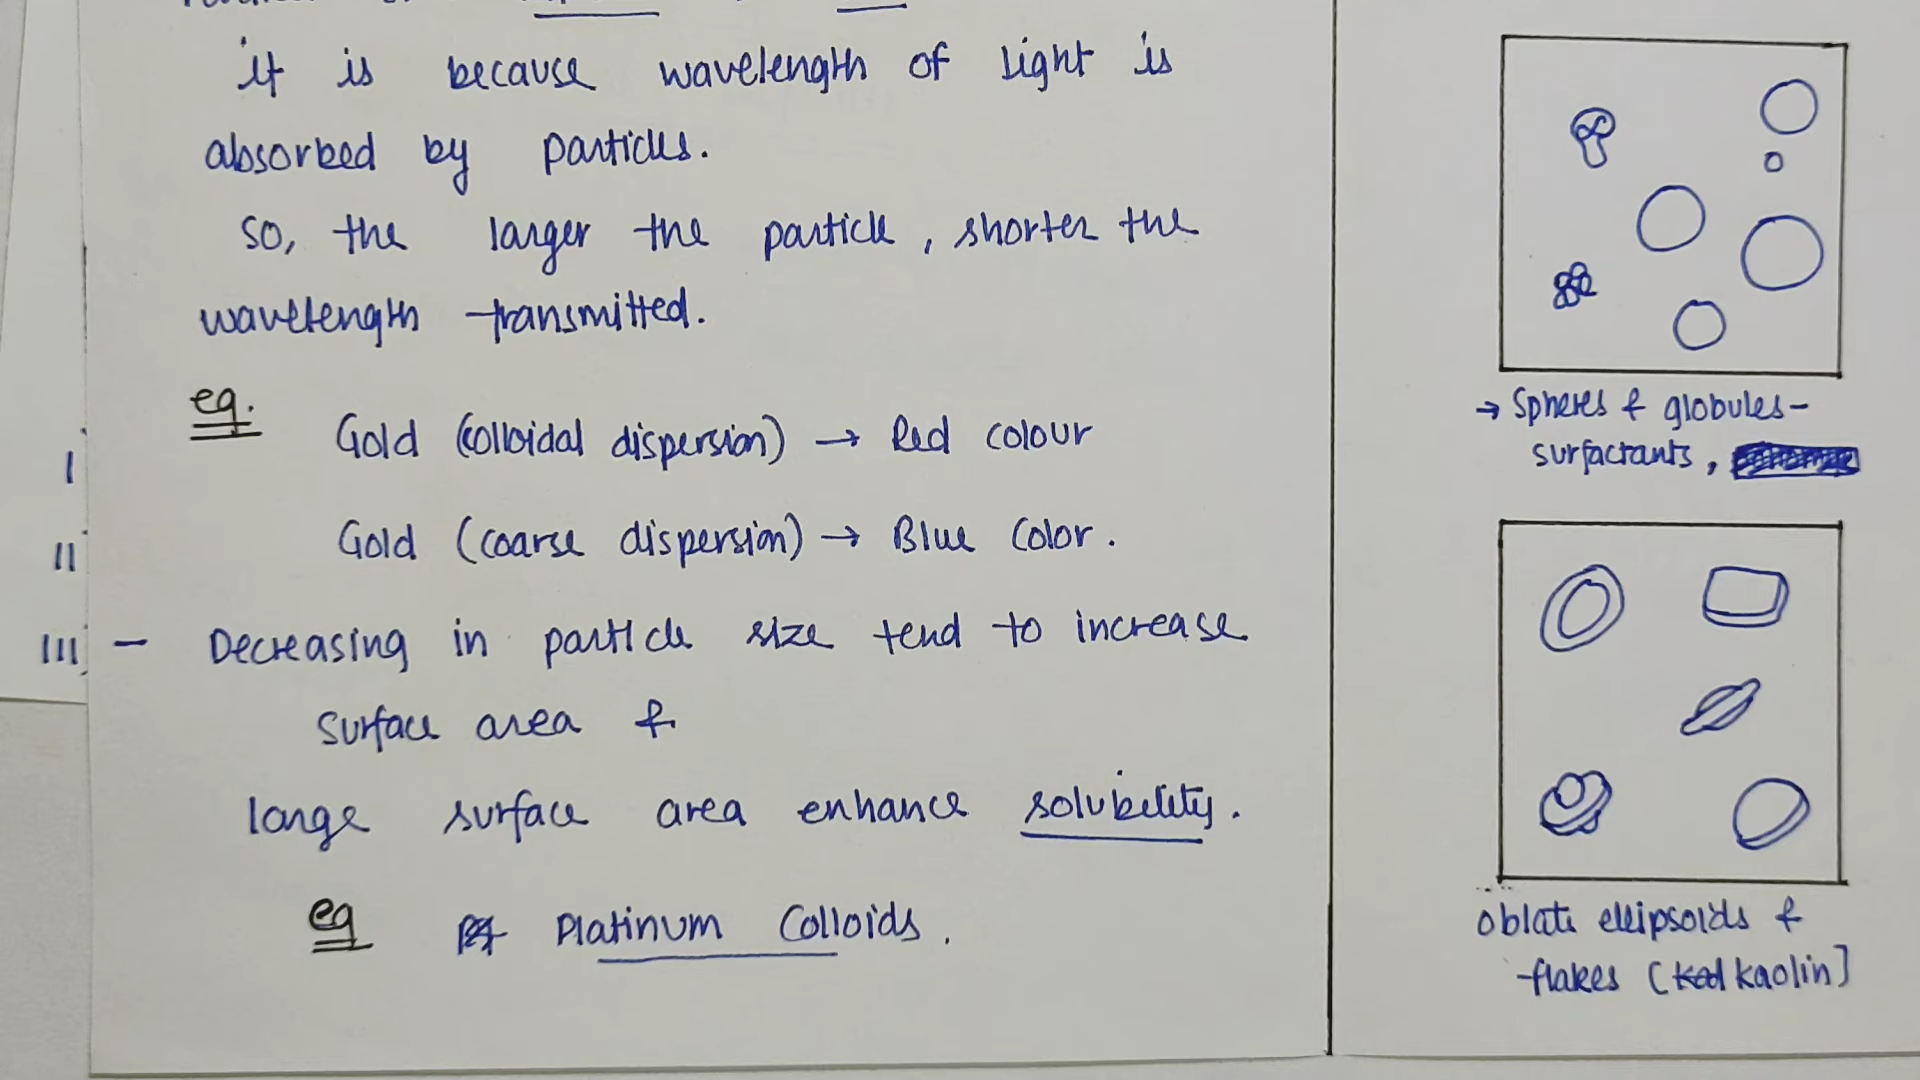 it is because wavelength of light is
absorbed by particles.
So, the larger the particle, shorter the
wavelength transmitted.
eg.
Gold (colloidal dispersion) → Red colour
Gold (coarse dispersion) → Blue color.
I
II
III - Decreasing in particle size tend to increase
surface area &
large surface area enhance solubility.
eg Platinum Colloids.
→ Spheres & globules-
surfactants,
oblate ellipsoids &
flakes (kaolin]